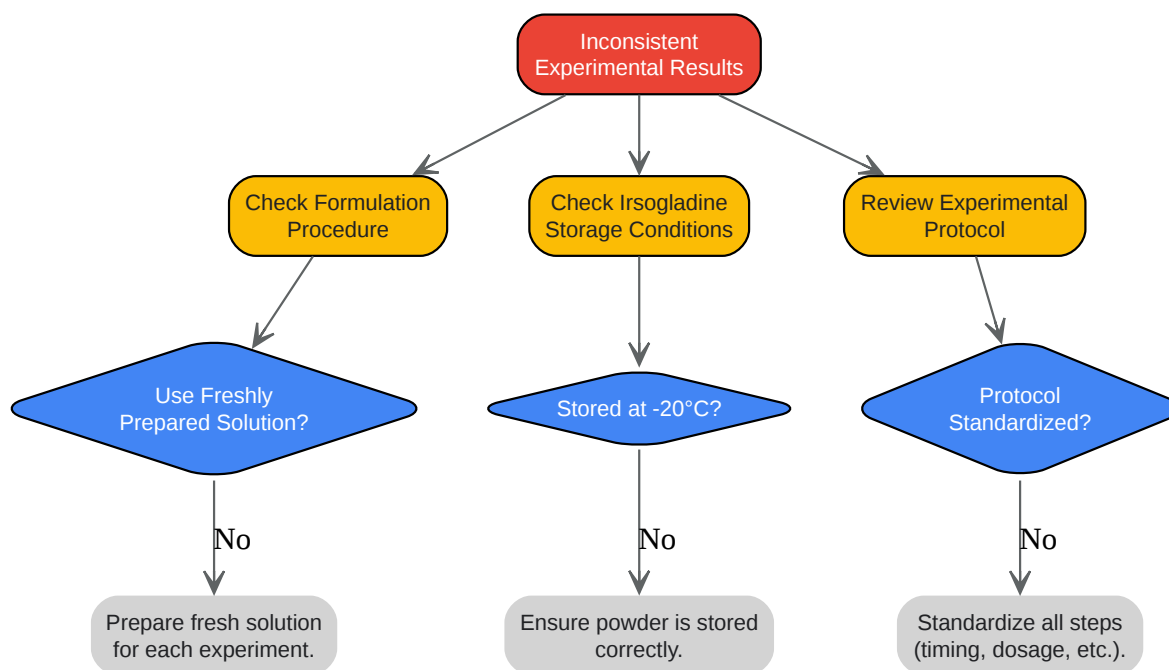 Inconsistent
Experimental Results
Check Formulation
Procedure
Check Irsogladine
Storage Conditions
Review Experimental
Protocol
Use Freshly
Prepared Solution?
Stored at -20°C?
Protocol
Standardized?
No
No
No
Prepare fresh solution
for each experiment.
Ensure powder is stored
correctly.
Standardize all steps
(timing, dosage, etc.).